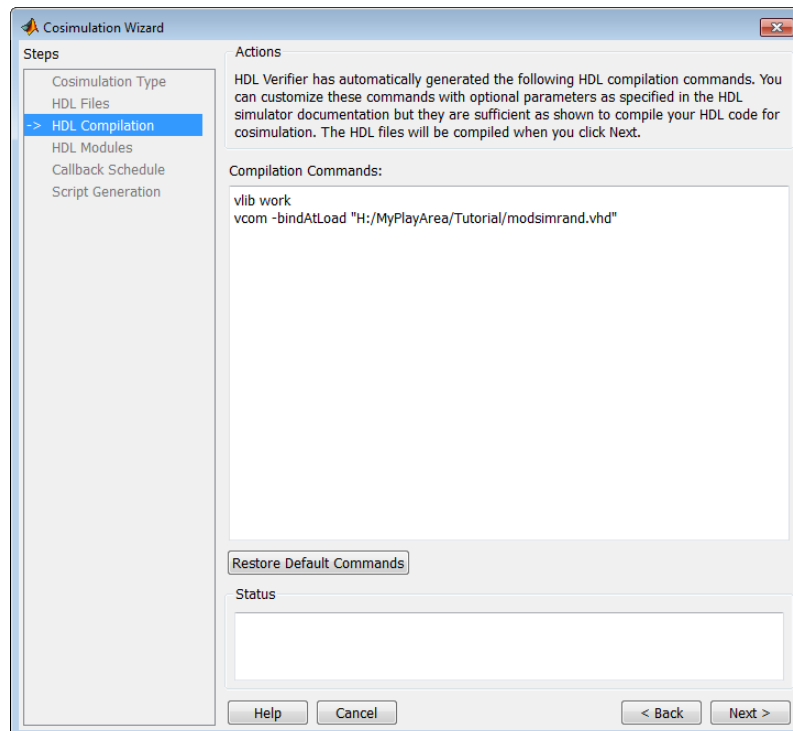 Cosimulation Wizard
Steps
Cosimulation Type
HDL Files
-> HDL Compilation
HDL Modules
Callback Schedule
Script Generation
Actions
HDL Verifier has automatically generated the following HDL compilation commands. You
can customize these commands with optional parameters as specified in the HDL
simulator documentation but they are sufficient as shown to compile your HDL code for
cosimulation. The HDL files will be compiled when you click Next.
Compilation Commands:
vlib work
vcom -bindAtLoad "H:/MyPlayArea/Tutorial/modsimrand.vhd"
Restore Default Commands
Status
Help
Cancel
< Back
Next >